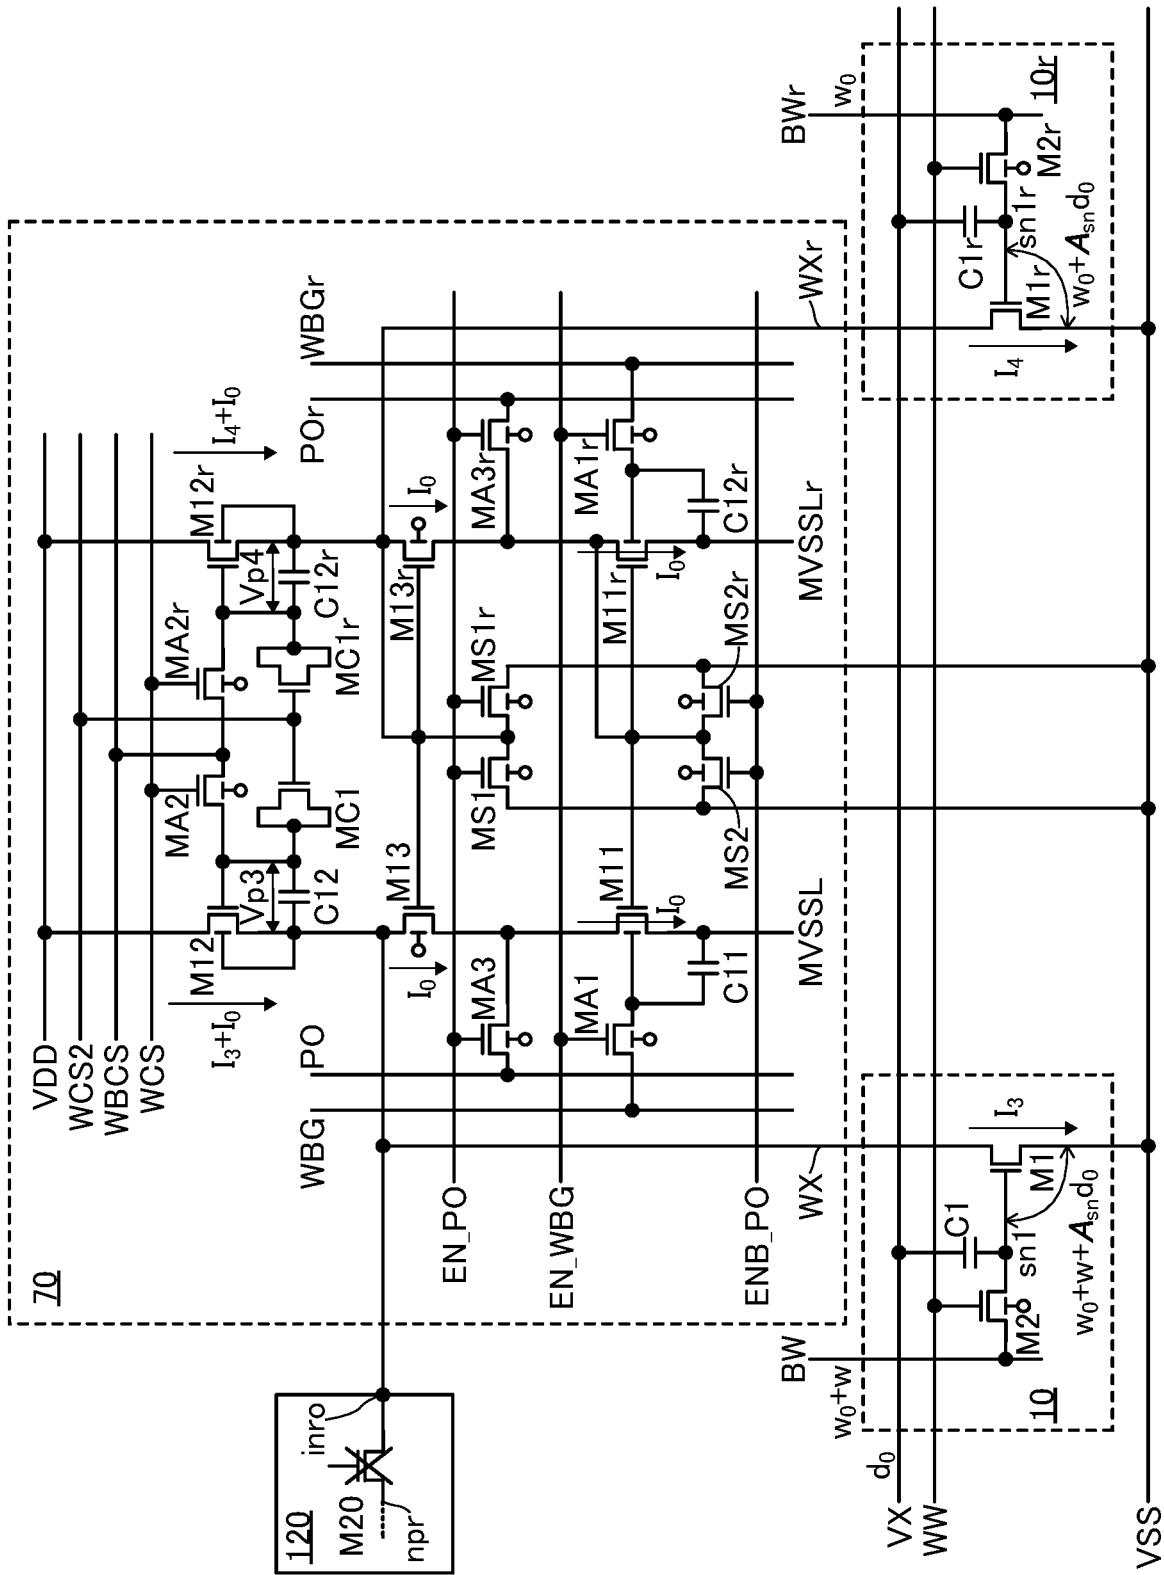 70
VDD
WCS2
WBCS
WCS
I3+I0
M12
Vp3
C12
MA2
MC1
MA2r
MC1r
Vp4
C12r
M12r
I4+I0
WBG
PO
I0
M13
M13r
I0
POr
WBGr
EN_PO
MA3
MS1
MS1r
MA3r
EN_WBG
MA1
M11
I0
M11r
I0
MA1r
C11
MS2
MS2r
C12r
ENB_PO
MVSSL
MVSSLr
WX
WXr
120
M20
inro
npr
BW
w0+w
BWr
w0
d0
VX
WW
VSS
10
M2
sn1
C1
M1
I3
w0+w+Asnd0
10r
M2r
sn1r
C1r
M1r
I4
w0+Asnd0